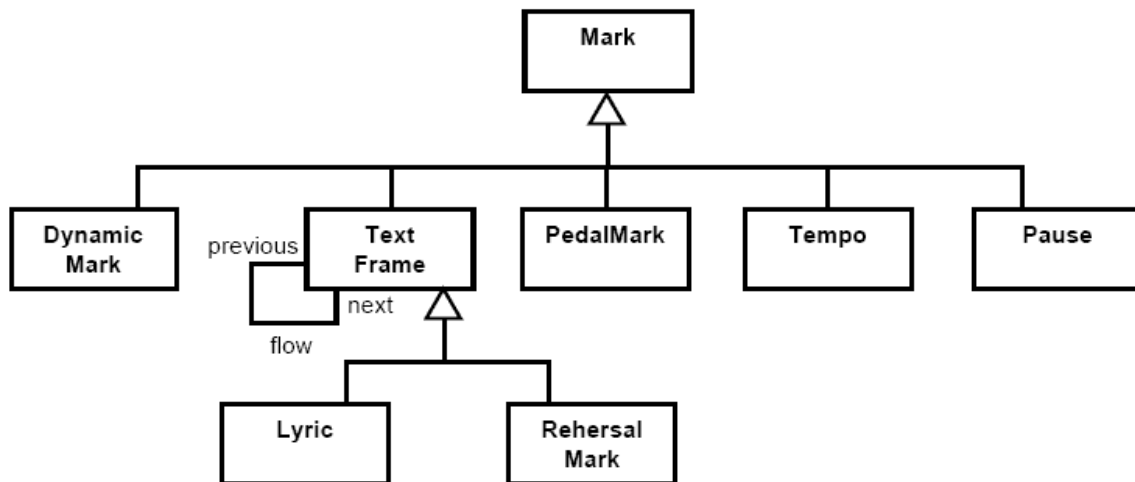 Mark
Dynamic
Mark
Text
Frame
PedalMark
Tempo
Pause
previous
next
flow
Lyric
Rehersal
Mark